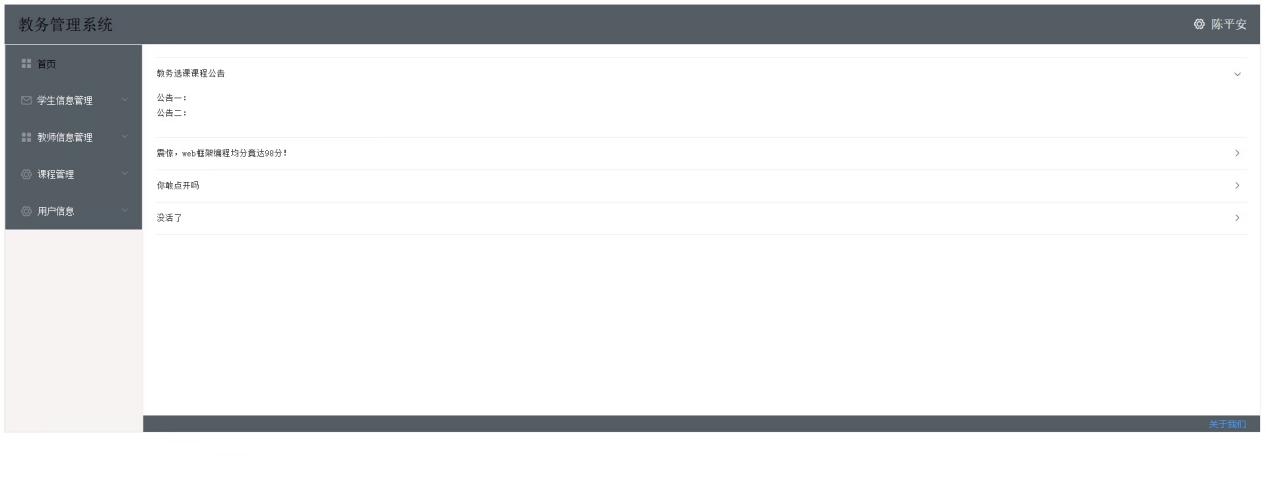 教务管理系统
陈平安
首页
学生信息管理
教师信息管理
课程管理
用户信息
教务选课课程公告
公告一：
公告二：
震惊，web框架编程均分竟达98分！
你敢点开吗
没活了
关于我们